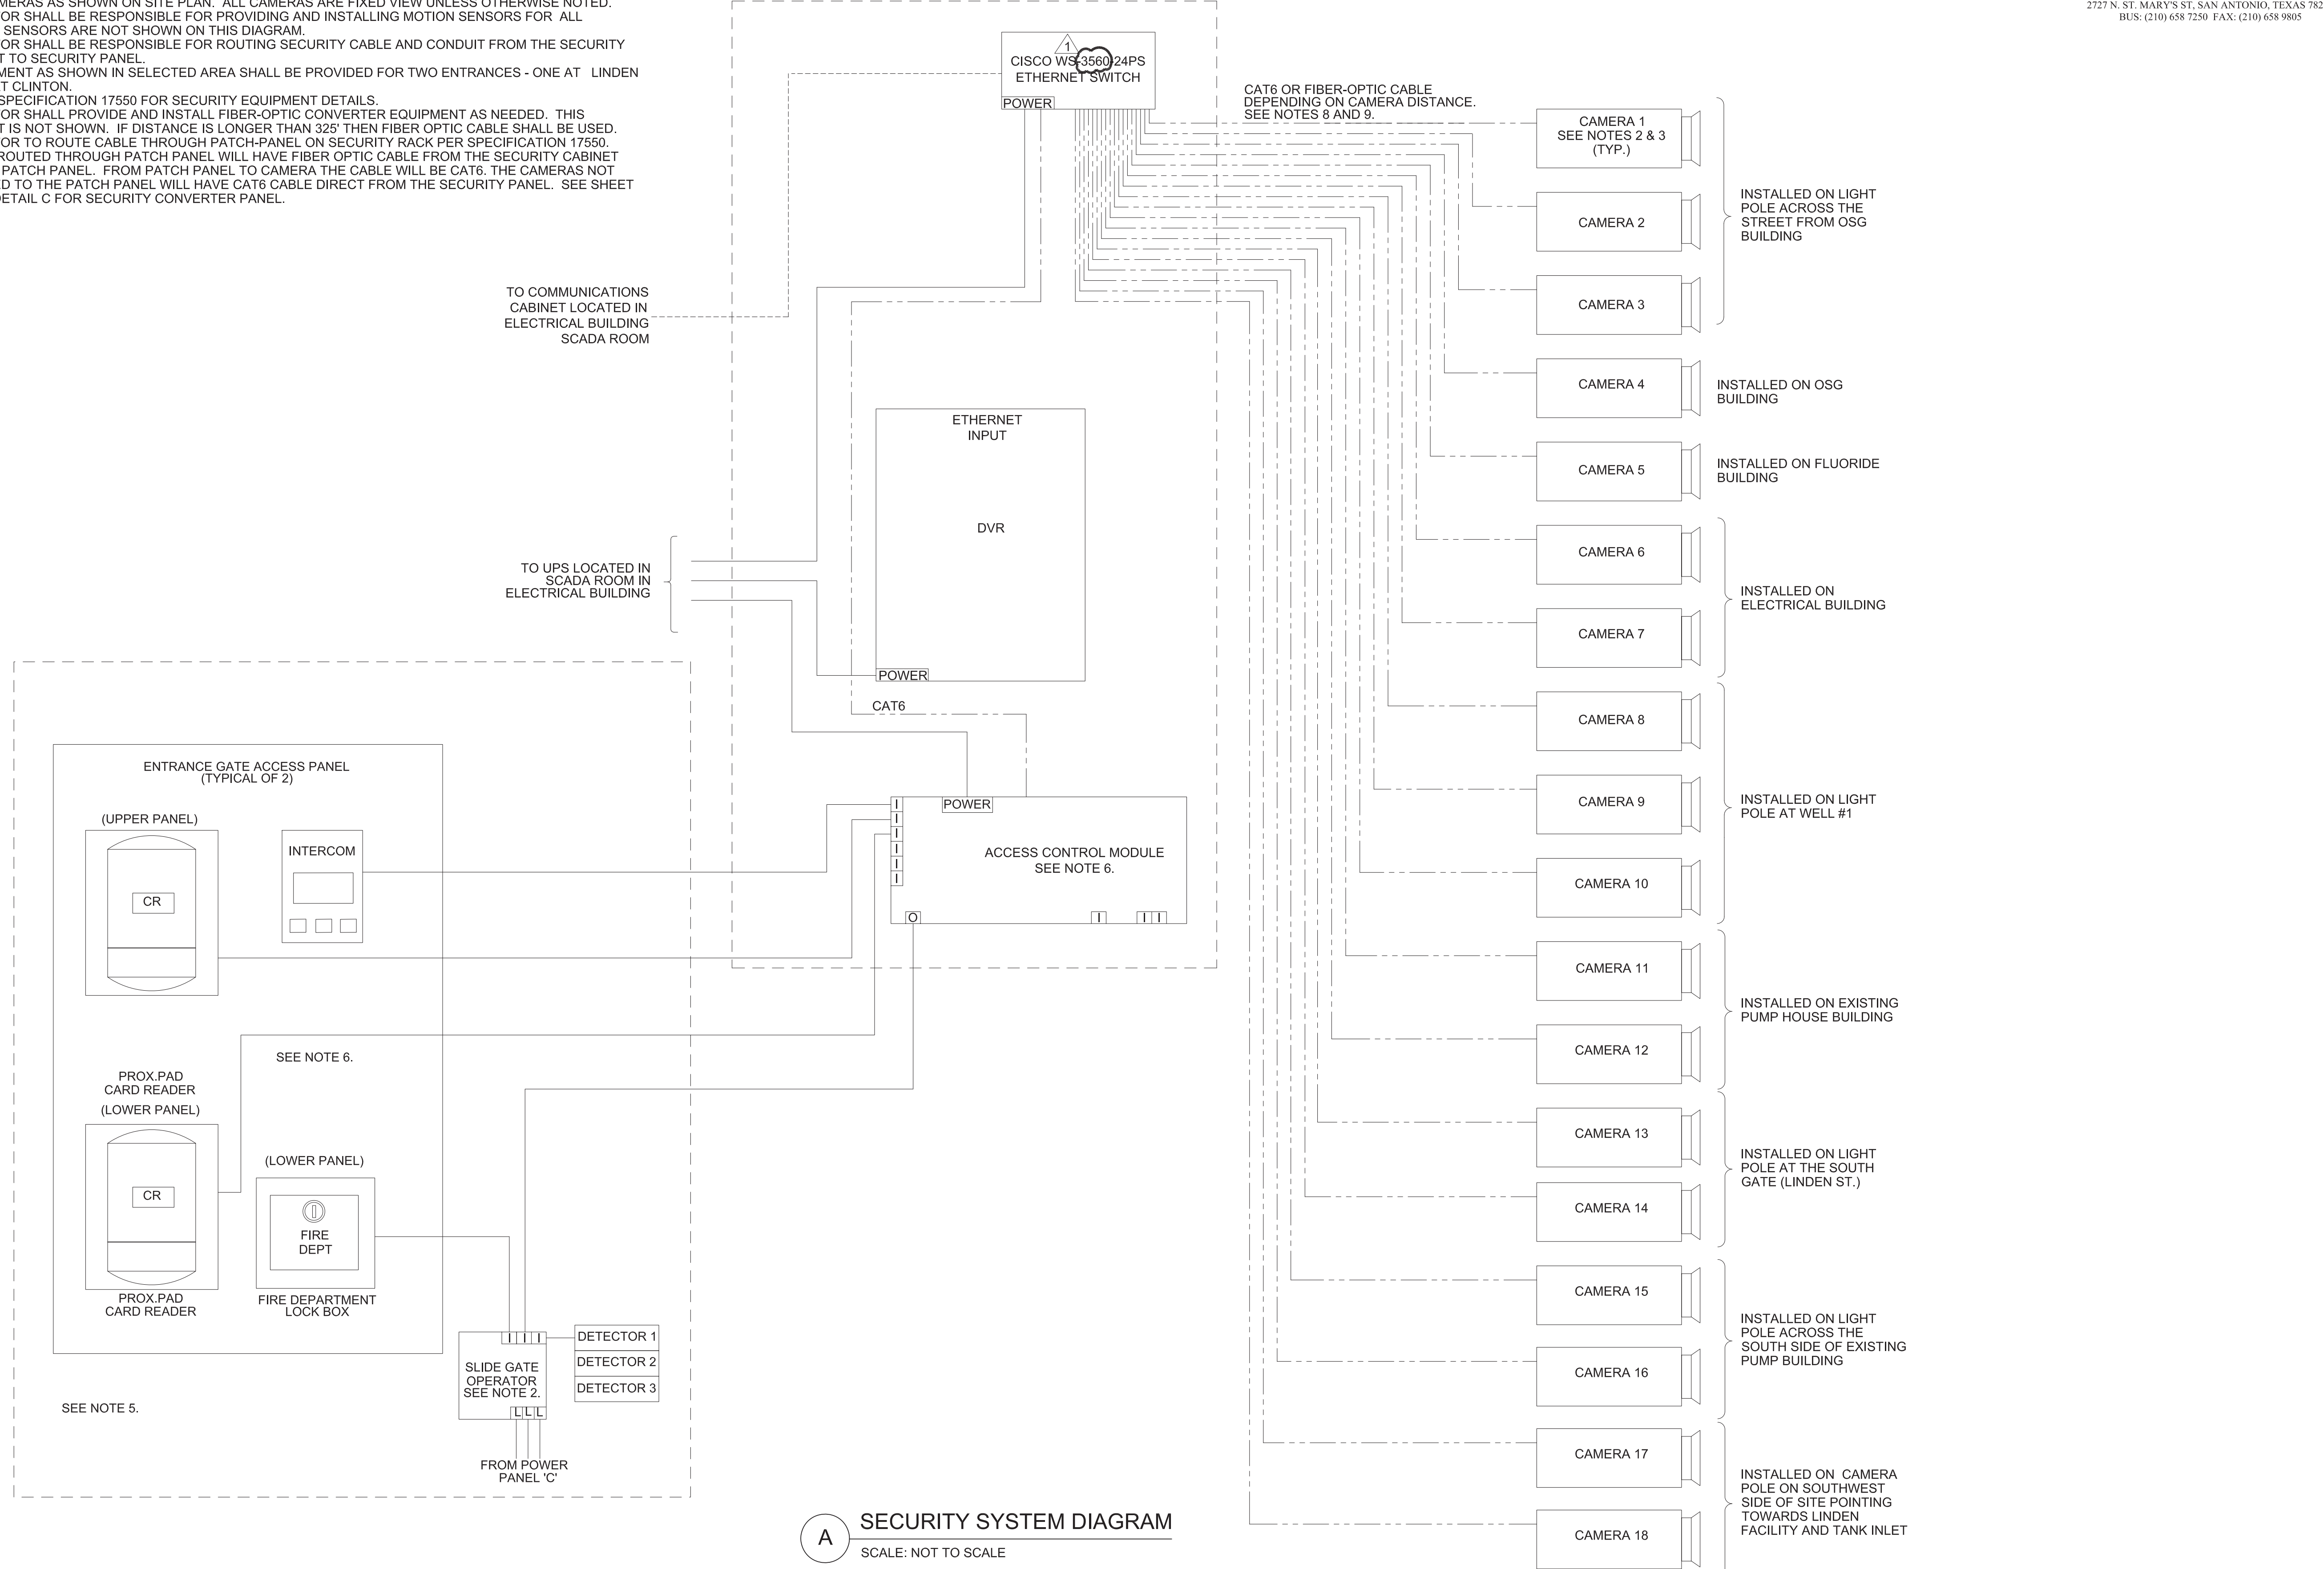 MERAS AS SHOWN ON SITE PLAN. ALL CAMERAS ARE FIXED VIEW UNLESS OTHERWISE NOTED.
OR SHALL BE RESPONSIBLE FOR PROVIDING AND INSTALLING MOTION SENSORS FOR ALL
SENSORS ARE NOT SHOWN ON THIS DIAGRAM.
OR SHALL BE RESPONSIBLE FOR ROUTING SECURITY CABLE AND CONDUIT FROM THE SECURITY
T TO SECURITY PANEL.
MENT AS SHOWN IN SELECTED AREA SHALL BE PROVIDED FOR TWO ENTRANCES - ONE AT LINDEN
T CLINTON.
SPECIFICATION 17550 FOR SECURITY EQUIPMENT DETAILS.
OR SHALL PROVIDE AND INSTALL FIBER-OPTIC CONVERTER EQUIPMENT AS NEEDED. THIS
T IS NOT SHOWN. IF DISTANCE IS LONGER THAN 325' THEN FIBER OPTIC CABLE SHALL BE USED.
OR TO ROUTE CABLE THROUGH PATCH-PANEL ON SECURITY RACK PER SPECIFICATION 17550.
ROUTED THROUGH PATCH PANEL WILL HAVE FIBER OPTIC CABLE FROM THE SECURITY CABINET
PATCH PANEL. FROM PATCH PANEL TO CAMERA THE CABLE WILL BE CAT6. THE CAMERAS NOT
D TO THE PATCH PANEL WILL HAVE CAT6 CABLE DIRECT FROM THE SECURITY PANEL. SEE SHEET
DETAIL C FOR SECURITY CONVERTER PANEL.
2727 N. ST. MARY'S ST, SAN ANTONIO, TEXAS 782
BUS: (210) 658 7250 FAX: (210) 658 9805
1
CISCO WS-3560-24PS
ETHERNET SWITCH
POWER
CAT6 OR FIBER-OPTIC CABLE
DEPENDING ON CAMERA DISTANCE.
SEE NOTES 8 AND 9.
TO COMMUNICATIONS
CABINET LOCATED IN
ELECTRICAL BUILDING
SCADA ROOM
ETHERNET
INPUT
DVR
POWER
TO UPS LOCATED IN
SCADA ROOM IN
ELECTRICAL BUILDING
CAT6
POWER
I
I
I
I
I
I
ACCESS CONTROL MODULE
SEE NOTE 6.
O
I
I I
ENTRANCE GATE ACCESS PANEL
(TYPICAL OF 2)
(UPPER PANEL)
CR
INTERCOM
SEE NOTE 6.
PROX.PAD
CARD READER
(LOWER PANEL)
CR
PROX.PAD
CARD READER
(LOWER PANEL)
FIRE
DEPT
FIRE DEPARTMENT
LOCK BOX
I I I
SLIDE GATE
OPERATOR
SEE NOTE 2.
L L L
DETECTOR 1
DETECTOR 2
DETECTOR 3
FROM POWER
PANEL 'C'
SEE NOTE 5.
CAMERA 1
SEE NOTES 2 & 3
(TYP.)
CAMERA 2
CAMERA 3
INSTALLED ON LIGHT
POLE ACROSS THE
STREET FROM OSG
BUILDING
CAMERA 4
INSTALLED ON OSG
BUILDING
CAMERA 5
INSTALLED ON FLUORIDE
BUILDING
CAMERA 6
CAMERA 7
INSTALLED ON
ELECTRICAL BUILDING
CAMERA 8
CAMERA 9
CAMERA 10
INSTALLED ON LIGHT
POLE AT WELL #1
CAMERA 11
CAMERA 12
INSTALLED ON EXISTING
PUMP HOUSE BUILDING
CAMERA 13
CAMERA 14
INSTALLED ON LIGHT
POLE AT THE SOUTH
GATE (LINDEN ST.)
CAMERA 15
CAMERA 16
INSTALLED ON LIGHT
POLE ACROSS THE
SOUTH SIDE OF EXISTING
PUMP BUILDING
CAMERA 17
CAMERA 18
INSTALLED ON CAMERA
POLE ON SOUTHWEST
SIDE OF SITE POINTING
TOWARDS LINDEN
FACILITY AND TANK INLET
A
SECURITY SYSTEM DIAGRAM
SCALE: NOT TO SCALE